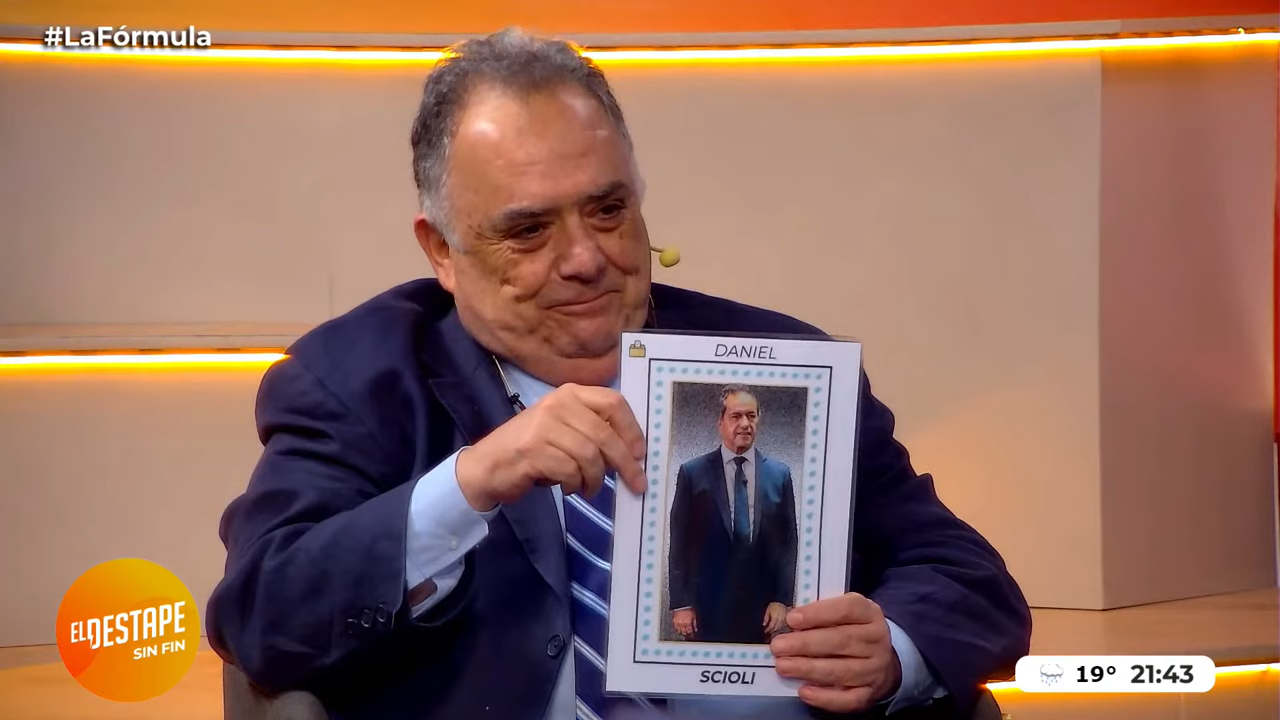 #LaFórmula
DANIEL
SCIOLI
EL DESTAPE
SIN FIN
19° 21:43